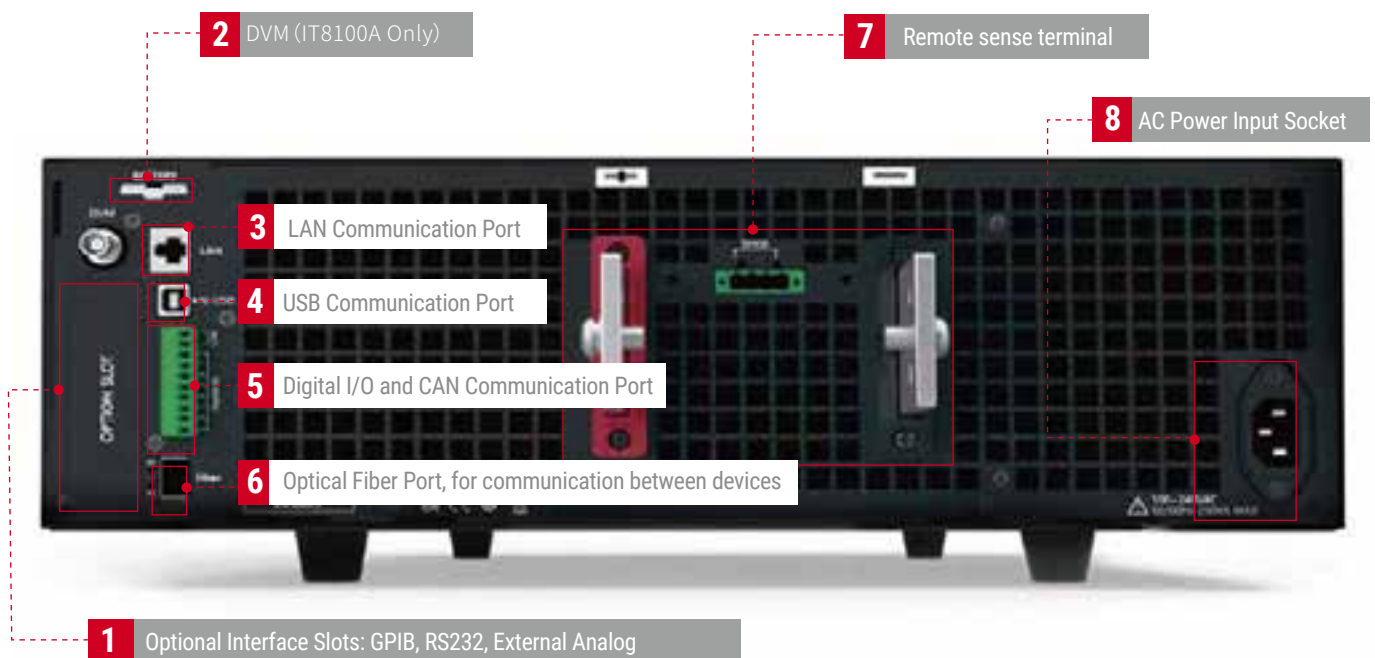 2 DVM (IT8100A Only)
7 Remote sense terminal
8 AC Power Input Socket
DVM
3 LAN Communication Port
LAN
4 USB Communication Port
5 Digital I/O and CAN Communication Port
OPTION SLOT
6 Optical Fiber Port, for communication between devices
1 Optional Interface Slots: GPIB, RS232, External Analog